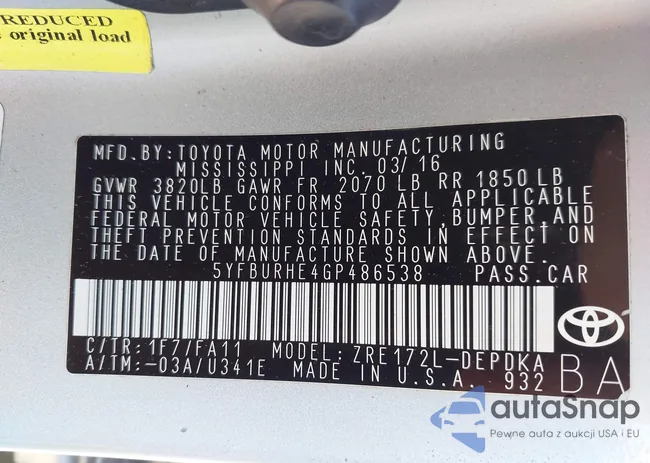 REDUCED
original load
MFD.BY:TOYOTA MOTOR MANUFACTURING
MISSISSIPPI INC. 03/16
GVWR 3820LB GAWR FR 2070 LB RR 1850 LB
THIS VEHICLE CONFORMS TO ALL APPLICABLE
FEDERAL MOTOR VEHICLE SAFETY,BUMPER,AND
THEFT PREVENTION STANDARDS IN EFFECT ON
THE DATE OF MANUFACTURE SHOWN ABOVE.
5YFBURHE4GP486538 PASS.CAR
C/TR:1F7/FA11 MODEL: ZRE172L-DEPDKA
A/TM:-03A/U341E MADE IN U.S.A. 932 BA
autaSnap
Pewne auta z aukcji USA i EU